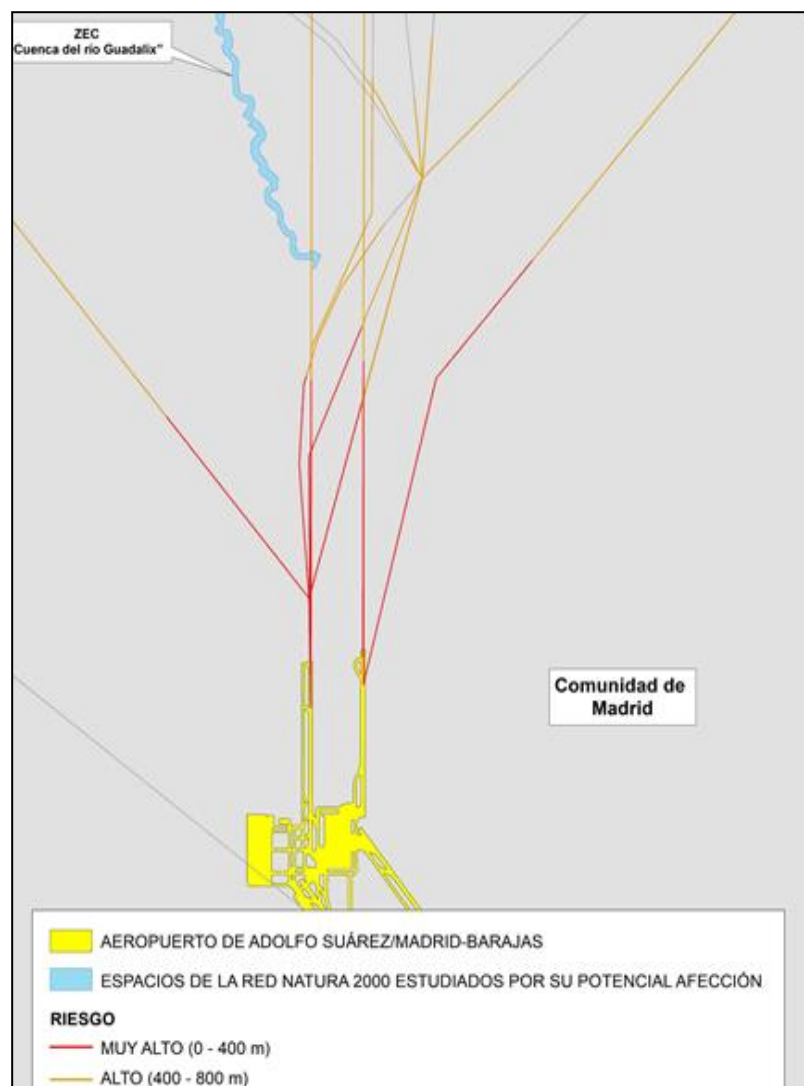 ZEC
Cuenca del río Guadalix"
Comunidad de
Madrid
AEROPUERTO DE ADOLFO SUÁREZ/MADRID-BARAJAS
ESPACIOS DE LA RED NATURA 2000 ESTUDIADOS POR SU POTENCIAL AFECCIÓN
RIESGO
MUY ALTO (0 - 400 m)
ALTO (400 - 800 m)